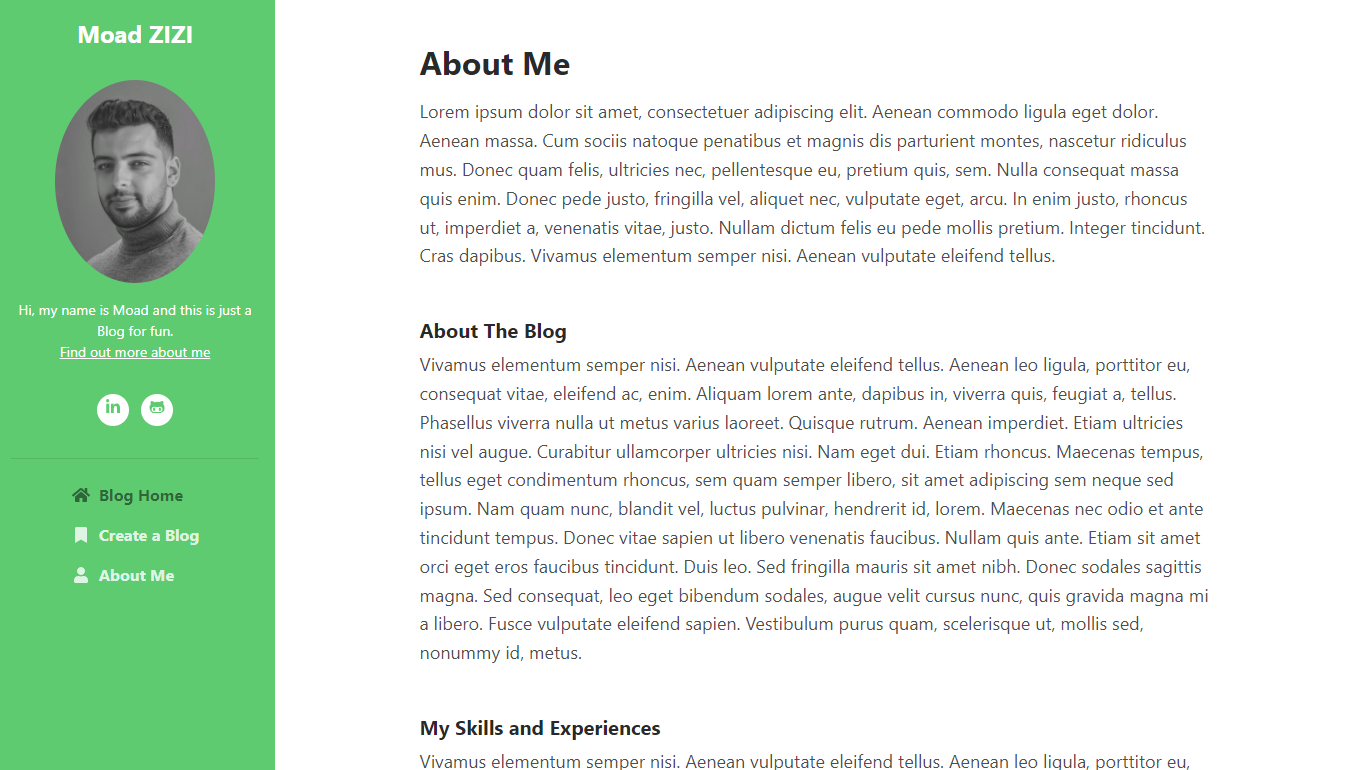 Moad ZIZI
Hi, my name is Moad and this is just a
Blog for fun.
Find out more about me
in
Blog Home
Create a Blog
About Me
About Me
Lorem ipsum dolor sit amet, consectetuer adipiscing elit. Aenean commodo ligula eget dolor.
Aenean massa. Cum sociis natoque penatibus et magnis dis parturient montes, nascetur ridiculus
mus. Donec quam felis, ultricies nec, pellentesque eu, pretium quis, sem. Nulla consequat massa
quis enim. Donec pede justo, fringilla vel, aliquet nec, vulputate eget, arcu. In enim justo, rhoncus
ut, imperdiet a, venenatis vitae, justo. Nullam dictum felis eu pede mollis pretium. Integer tincidunt.
Cras dapibus. Vivamus elementum semper nisi. Aenean vulputate eleifend tellus.
About The Blog
Vivamus elementum semper nisi. Aenean vulputate eleifend tellus. Aenean leo ligula, porttitor eu,
consequat vitae, eleifend ac, enim. Aliquam lorem ante, dapibus in, viverra quis, feugiat a, tellus.
Phasellus viverra nulla ut metus varius laoreet. Quisque rutrum. Aenean imperdiet. Etiam ultricies
nisi vel augue. Curabitur ullamcorper ultricies nisi. Nam eget dui. Etiam rhoncus. Maecenas tempus,
tellus eget condimentum rhoncus, sem quam semper libero, sit amet adipiscing sem neque sed
ipsum. Nam quam nunc, blandit vel, luctus pulvinar, hendrerit id, lorem. Maecenas nec odio et ante
tincidunt tempus. Donec vitae sapien ut libero venenatis faucibus. Nullam quis ante. Etiam sit amet
orci eget eros faucibus tincidunt. Duis leo. Sed fringilla mauris sit amet nibh. Donec sodales sagittis
magna. Sed consequat, leo eget bibendum sodales, augue velit cursus nunc, quis gravida magna mi
a libero. Fusce vulputate eleifend sapien. Vestibulum purus quam, scelerisque ut, mollis sed,
nonummy id, metus.
My Skills and Experiences
Vivamus elementum semper nisi. Aenean vulputate eleifend tellus. Aenean leo ligula, porttitor eu,